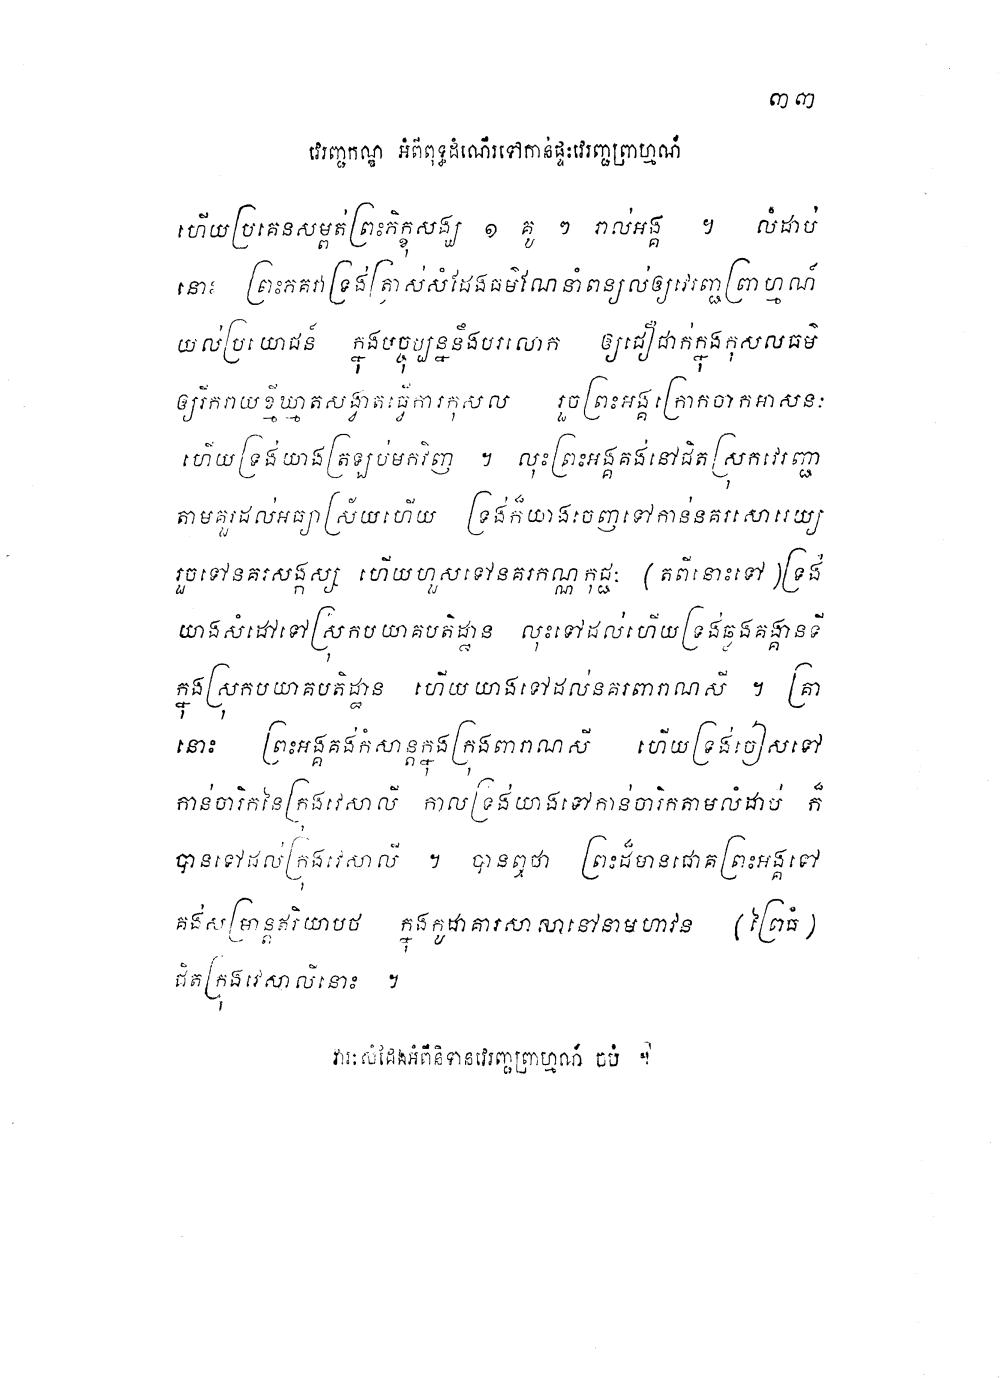 ៣៣
វេរញ្ជកណ្ឌ អំពីពុទ្ធដំណើរទៅកាន់ផ្ទះវេរញ្ជព្រាហ្មណ៍
ហើយប្រគេនសម្ពត់ព្រះភិក្ខុសង្ឃ ១ គូ ៗ រាល់អង្គ ។ លំដាប់
នោះ ព្រះភគវាទ្រង់ត្រាស់សំដែងធម៌ណែនាំពន្យល់ឲ្យវេរញ្ជព្រាហ្មណ៍
យល់ប្រយោជន៍ ក្នុងបច្ចុប្បន្ននឹងបរលោក ឲ្យជឿជាក់ក្នុងកុសលធម៌
ឲ្យរីករាយខ្មីឃ្មាតសង្វាតធ្វើការកុសល រួចព្រះអង្គក្រោកចាកអាសនៈ
ហើយទ្រង់យាងត្រឡប់មកវិញ ។ លុះព្រះអង្គគង់នៅជិតស្រុកវេរញ្ជា
តាមគួរដល់អធ្យាស្រ័យហើយ ទ្រង់ក៏យាងចេញទៅកាន់នគរសោរេយ្យ
រួចទៅនគរសង្កស្ស ហើយហួសទៅនគរកណ្ណកុជ្ជៈ (តពីនោះទៅ)ទ្រង់
យាងសំដៅទៅស្រុកបយាគបតិដ្ឋាន លុះទៅដល់ហើយទ្រង់ឆ្លងគង្គានទី
ក្នុងស្រុកបយាគបតិដ្ឋាន ហើយយាងទៅដល់នគរពារាណសី ។ គ្រា
នោះ ព្រះអង្គគង់កំសាន្តក្នុងក្រុងពារាណសី ហើយទ្រង់ចៀសទៅ
កាន់ចារិកនៃក្រុងវេសាលី កាលទ្រង់យាងទៅកាន់ចារិកតាមលំដាប់ ក៏
បានទៅដល់ក្រុងវេសាលី ។ បានឮថា ព្រះដ៏មានជោគព្រះអង្គទៅ
គង់សម្រាន្តឥរិយាបថ ក្នុងកូដាគារសាលានៅនាមហាវន (ព្រៃធំ)
ជិតក្រុងវេសាលីនោះ ។
វារៈសំដែងអំពីនិទានវេរញ្ជព្រាហ្មណ៍ ចប់ ៕